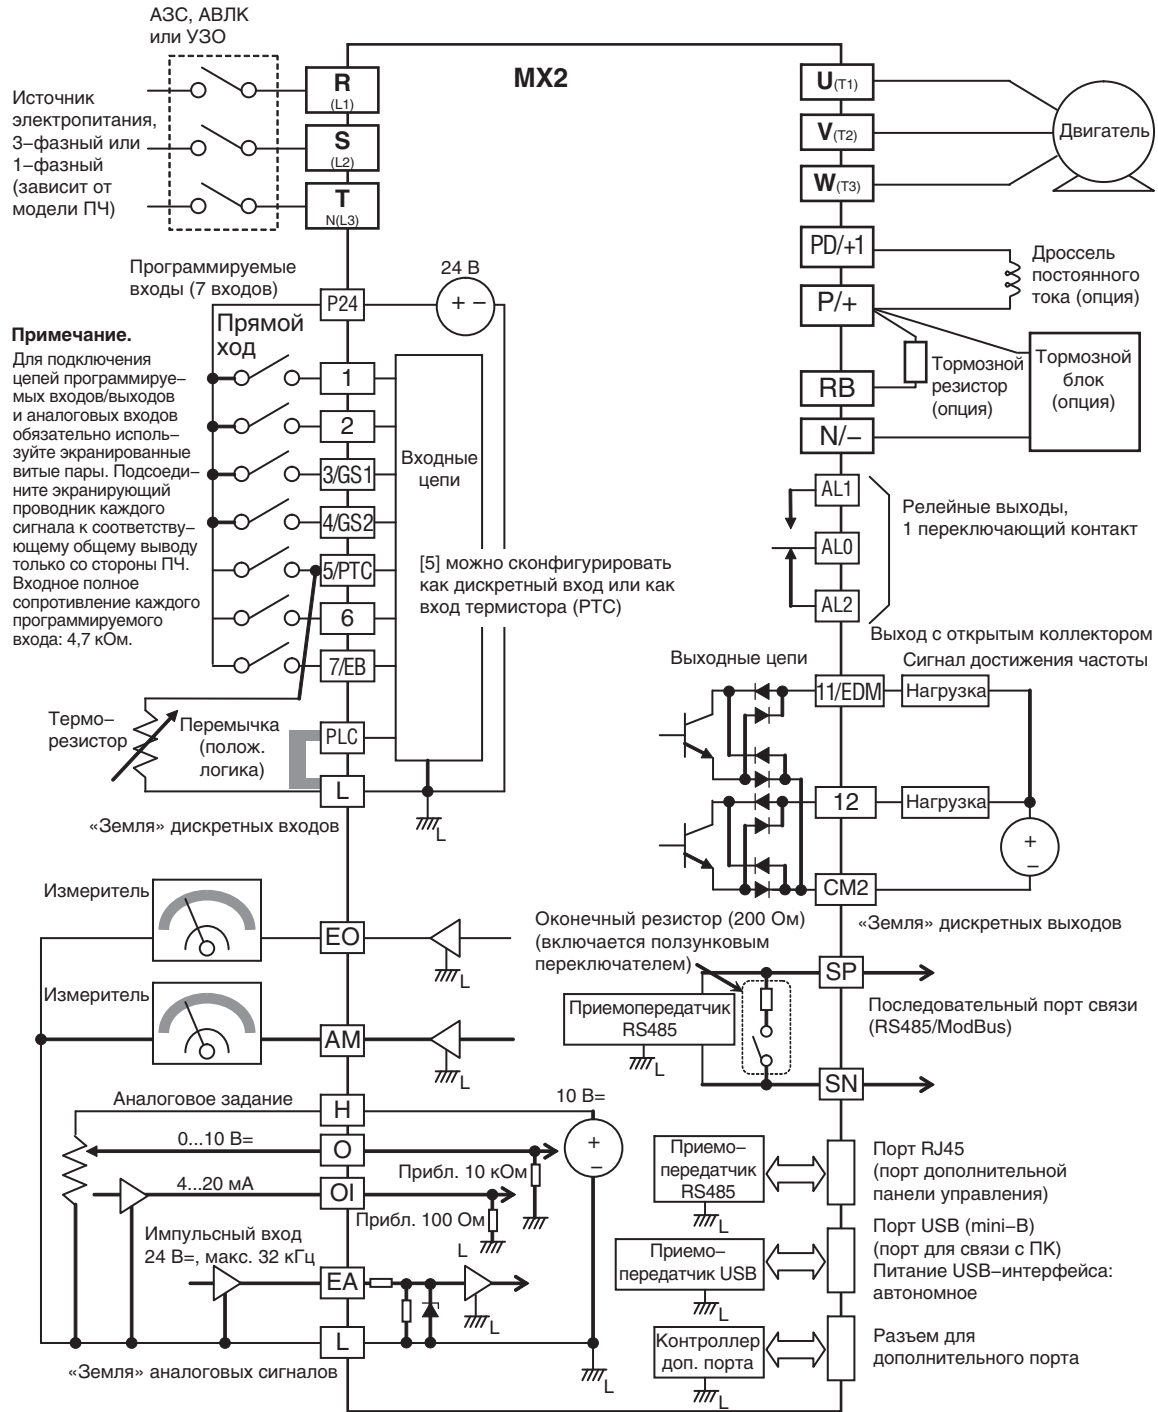 АЗС, АВЛК
или УЗО
MX2
Источник
электропитания,
3–фазный или
1–фазный
(зависит от
модели ПЧ)
R
(L1)
S
(L2)
T
N(L3)
U(T1)
V(T2)
W(T3)
Двигатель
PD/+1
P/+
RB
N/–
Дроссель
постоянного
тока (опция)
Тормозной
резистор
(опция)
Тормозной
блок
(опция)
Программируемые
входы (7 входов)
P24
24 В
+ –
Прямой
ход
Примечание.
Для подключения
цепей программируе–
мых входов/выходов
и аналоговых входов
обязательно исполь–
зуйте экранированные
витые пары. Подсоеди–
ните экранирующий
проводник каждого
сигнала к соответству–
ющему общему выводу
только со стороны ПЧ.
Входное полное
сопротивление каждого
программируемого
входа: 4,7 кОм.
1
2
3/GS1
4/GS2
5/PTC
6
7/EB
PLC
L
Входные
цепи
[5] можно сконфигурировать
как дискретный вход или как
вход термистора (PTC)
AL1
AL0
AL2
Релейные выходы,
1 переключающий контакт
Выход с открытым коллектором
Выходные цепи
Сигнал достижения частоты
11/EDM
Нагрузка
12
Нагрузка
+
–
CM2
«Земля» дискретных выходов
Термо–
резистор
Перемычка
(полож.
логика)
L
«Земля» дискретных входов
Измеритель
EO
L
Измеритель
AM
L
Оконечный резистор (200 Ом)
(включается ползунковым
переключателем)
Приемопередатчик
RS485
L
SP
SN
Последовательный порт связи
(RS485/ModBus)
Аналоговое задание
H
10 В=
+
–
0...10 В=
O
Прибл. 10 кОм
4...20 мА
OI
Прибл. 100 Ом
L
Импульсный вход
24 В=, макс. 32 кГц
EA
L
L
L
«Земля» аналоговых сигналов
Приемо–
передатчик
RS485
L
Порт RJ45
(порт дополнительной
панели управления)
Приемо–
передатчик USB
L
Порт USB (mini–B)
(порт для связи с ПК)
Питание USB–интерфейса:
автономное
Контроллер
доп. порта
L
Разъем для
дополнительного порта